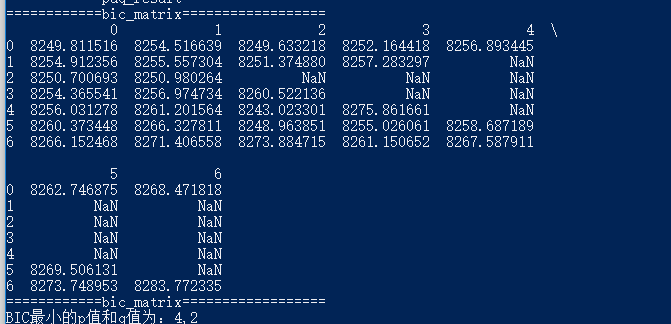 pdq_result
============bic_matrix==================
0 1 2 3 4 \
0 8249.811516 8254.516639 8249.633218 8252.164418 8256.893445
1 8254.912356 8255.557304 8251.374880 8257.283297 NaN
2 8250.700693 8250.980264 NaN NaN NaN
3 8254.365541 8256.974734 8260.522136 NaN NaN
4 8256.031278 8261.201564 8243.023301 8275.861661 NaN
5 8260.373448 8266.327811 8248.963851 8255.026061 8258.687189
6 8266.152468 8271.406558 8273.884715 8261.150652 8267.587911
5 6
0 8262.746875 8268.471818
1 NaN NaN
2 NaN NaN
3 NaN NaN
4 NaN NaN
5 8269.506131 NaN
6 8273.748953 8283.772335
============bic_matrix==================
BIC最小的p值和q值为：4,2